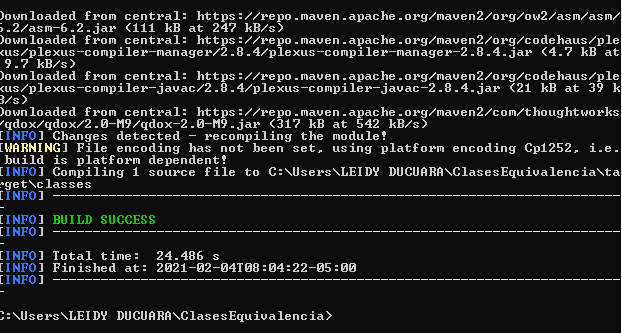 Downloaded from central: https://repo.maven.apache.org/maven2/org/ow2/asm/asm/
6.2/asm-6.2.jar (111 kB at 247 kB/s)
Downloaded from central: https://repo.maven.apache.org/maven2/org/codehaus/ple
xus/plexus-compiler-manager/2.8.4/plexus-compiler-manager-2.8.4.jar (4.7 kB at
 9.7 kB/s)
Downloaded from central: https://repo.maven.apache.org/maven2/org/codehaus/ple
xus/plexus-compiler-javac/2.8.4/plexus-compiler-javac-2.8.4.jar (21 kB at 39 k
B/s)
Downloaded from central: https://repo.maven.apache.org/maven2/com/thoughtworks
/qdox/qdox/2.0-M9/qdox-2.0-M9.jar (317 kB at 542 kB/s)
[INFO] Changes detected - recompiling the module!
[WARNING] File encoding has not been set, using platform encoding Cp1252, i.e.
 build is platform dependent!
[INFO] Compiling 1 source file to C:\Users\LEIDY DUCUARA\ClasesEquivalencia\ta
rget\classes
[INFO] -----------------------------------------------------------------------
-
[INFO] BUILD SUCCESS
[INFO] -----------------------------------------------------------------------
-
[INFO] Total time:  24.486 s
[INFO] Finished at: 2021-02-04T08:04:22-05:00
[INFO] -----------------------------------------------------------------------
-
C:\Users\LEIDY DUCUARA\ClasesEquivalencia>